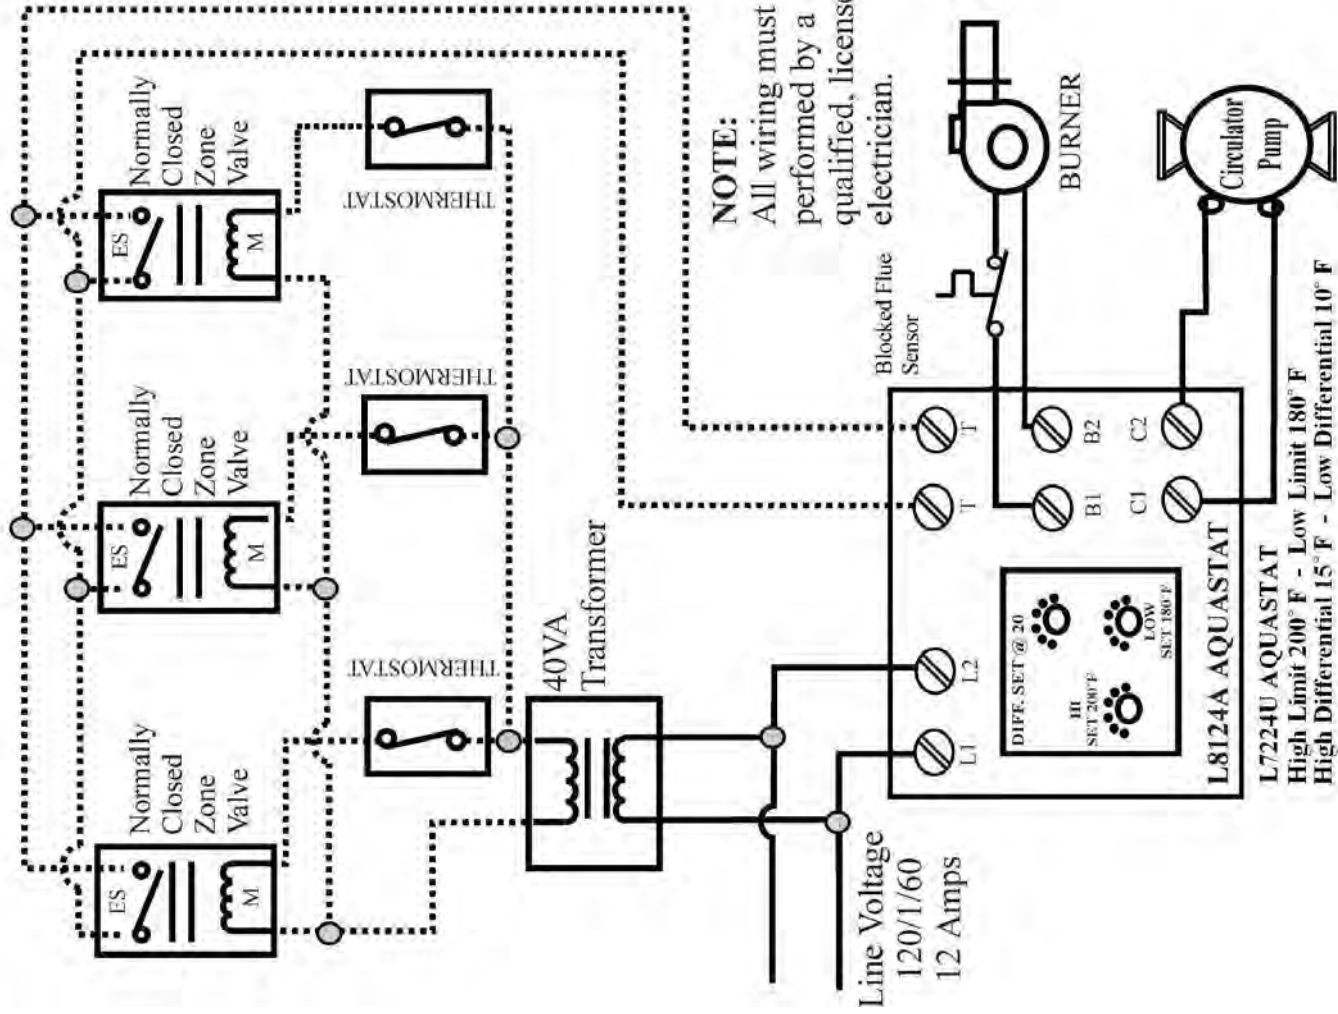 ES
M
Normally
Closed
Zone
Valve
ES
M
Normally
Closed
Zone
Valve
ES
M
Normally
Closed
Zone
Valve
THERMOSTAT
THERMOSTAT
THERMOSTAT
40VA
Transformer
NOTE:
All wiring must
performed by a
qualified, license
electrician.
Line Voltage
120/1/60
12 Amps
L1
L2
T
T
B1
B2
C1
C2
DIFF. SET @ 20
HI
SET 200°F
LOW
SET 180°F
L8124A AQUASTAT
Blocked Flue
Sensor
BURNER
Circulator
Pump
L7224U AQUASTAT
High Limit 200° F - Low Limit 180° F
High Differential 15° F - Low Differential 10° F